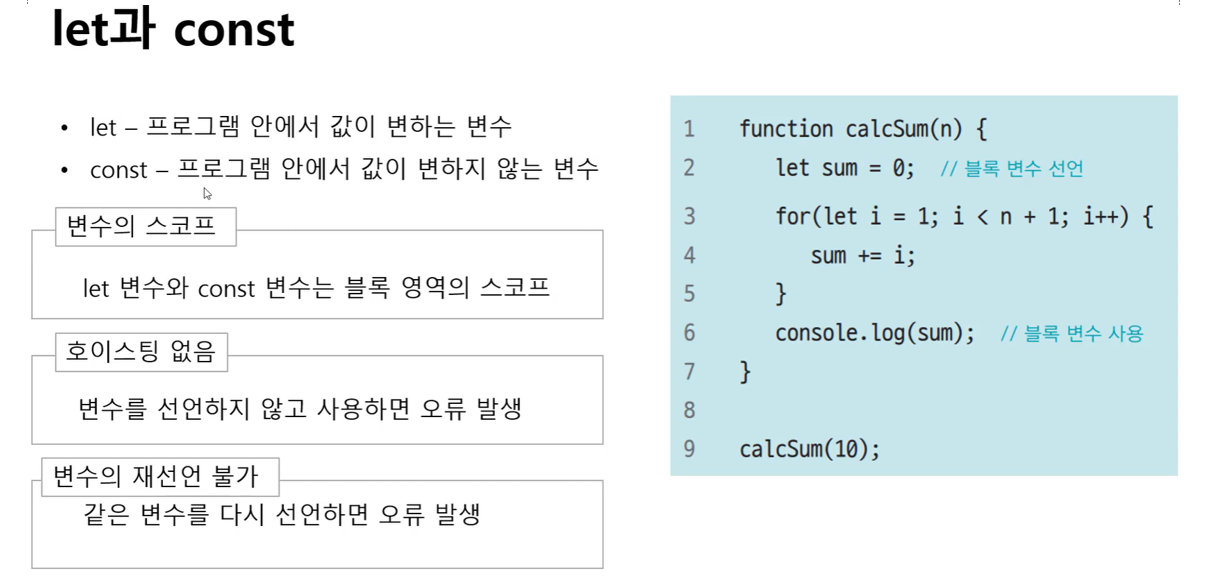 let과 const
• let – 프로그램 안에서 값이 변하는 변수
• const – 프로그램 안에서 값이 변하지 않는 변수
변수의 스코프
let 변수와 const 변수는 블록 영역의 스코프
호이스팅 없음
변수를 선언하지 않고 사용하면 오류 발생
변수의 재선언 불가
같은 변수를 다시 선언하면 오류 발생
1 function calcSum(n) {
2 let sum = 0; // 블록 변수 선언
3 for(let i = 1; i < n + 1; i++) {
4 sum += i;
5 }
6 console.log(sum); // 블록 변수 사용
7 }
8
9 calcSum(10);